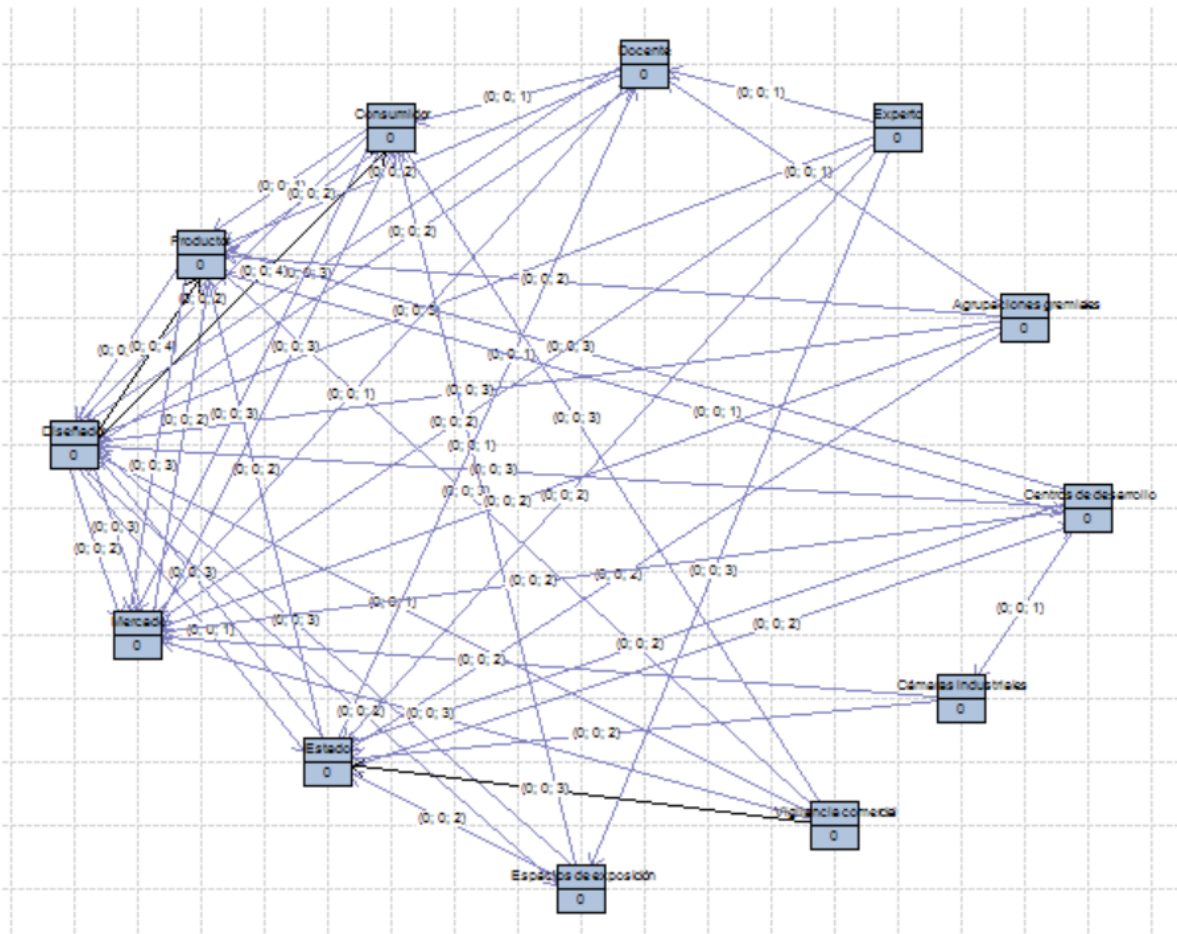 Docente
0
(0; 0; 1)
(0; 0; 1)
Consumidor
0
Experto
0
(0; 0; 2)
(0; 0; 1)
(0; 0; 2)
(0; 0; 2)
Productor
0
(0; 0; 4)
(0; 0; 3)
(0; 0; 2)
(0; 0; 2)
Agrupaciones gremiales
0
(0; 0; 3)
(0; 0; 4)
(0; 0; 3)
(0; 0; 1)
(0; 0; 3)
(0; 0; 3)
(0; 0; 1)
(0; 0; 2)
(0; 0; 3)
(0; 0; 2)
(0; 0; 3)
(0; 0; 1)
Diseñador
0
(0; 0; 1)
(0; 0; 3)
(0; 0; 2)
(0; 0; 3)
(0; 0; 2)
(0; 0; 2)
Centros de desarrollo
0
(0; 0; 3)
(0; 0; 2)
(0; 0; 3)
(0; 0; 2)
(0; 0; 2)
(0; 0; 3)
(0; 0; 1)
(0; 0; 1)
Mercado
0
(0; 0; 1)
(0; 0; 3)
(0; 0; 2)
(0; 0; 2)
(0; 0; 2)
Cámaras industriales
0
(0; 0; 3)
(0; 0; 2)
Estado
0
(0; 0; 3)
Vigilancia comercial
0
(0; 0; 2)
Espacios de exposición
0